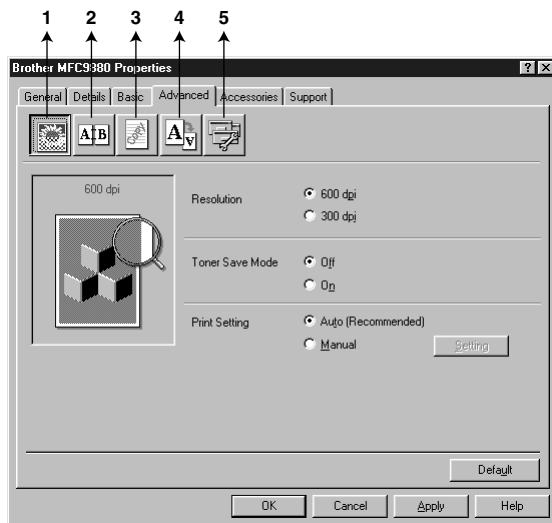 1 2 3 4 5
Brother MFC9880 Properties
General Details Basic Advanced Accessories Support
A B Copy A A
600 dpi
Resolution
600 dpi
300 dpi
Toner Save Mode
Off
On
Print Setting
Auto (Recommended)
Manual
Setting
Default
OK Cancel Apply Help